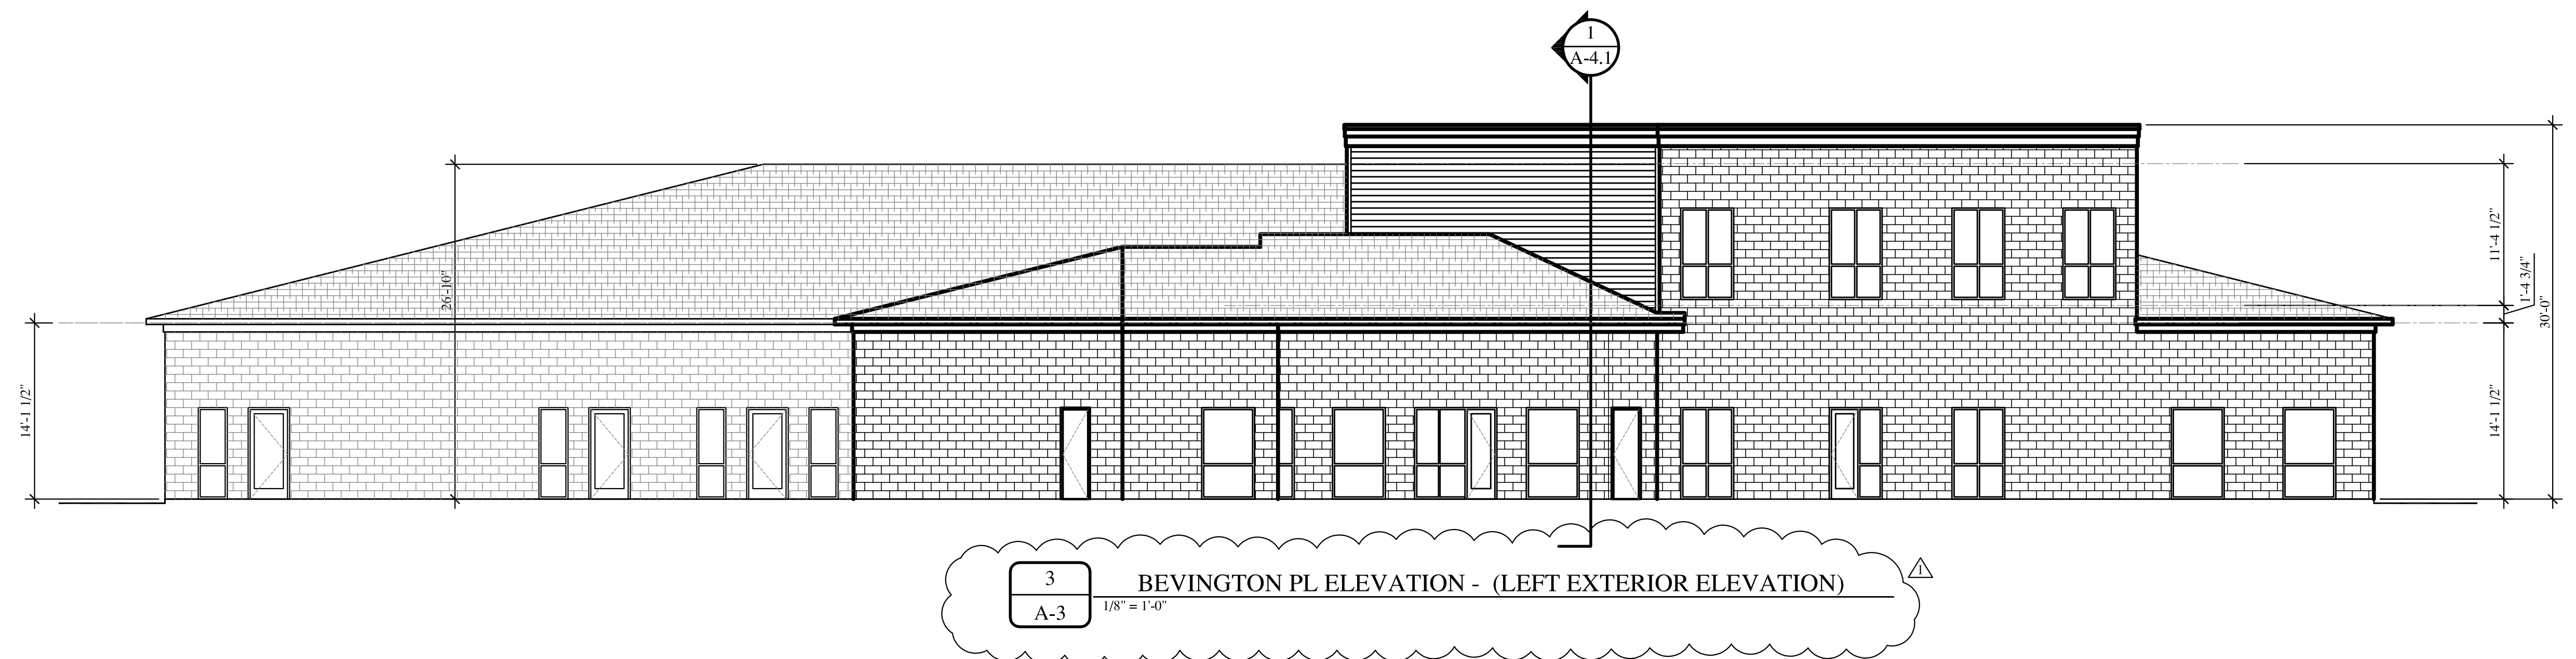 1
A-4.1
26'-10"
14'-1 1/2"
11'-4 1/2"
1'-4 3/4"
30'-0"
14'-1 1/2"
3
A-3
BEVINGTON PL ELEVATION - (LEFT EXTERIOR ELEVATION)
1/8" = 1'-0"
1